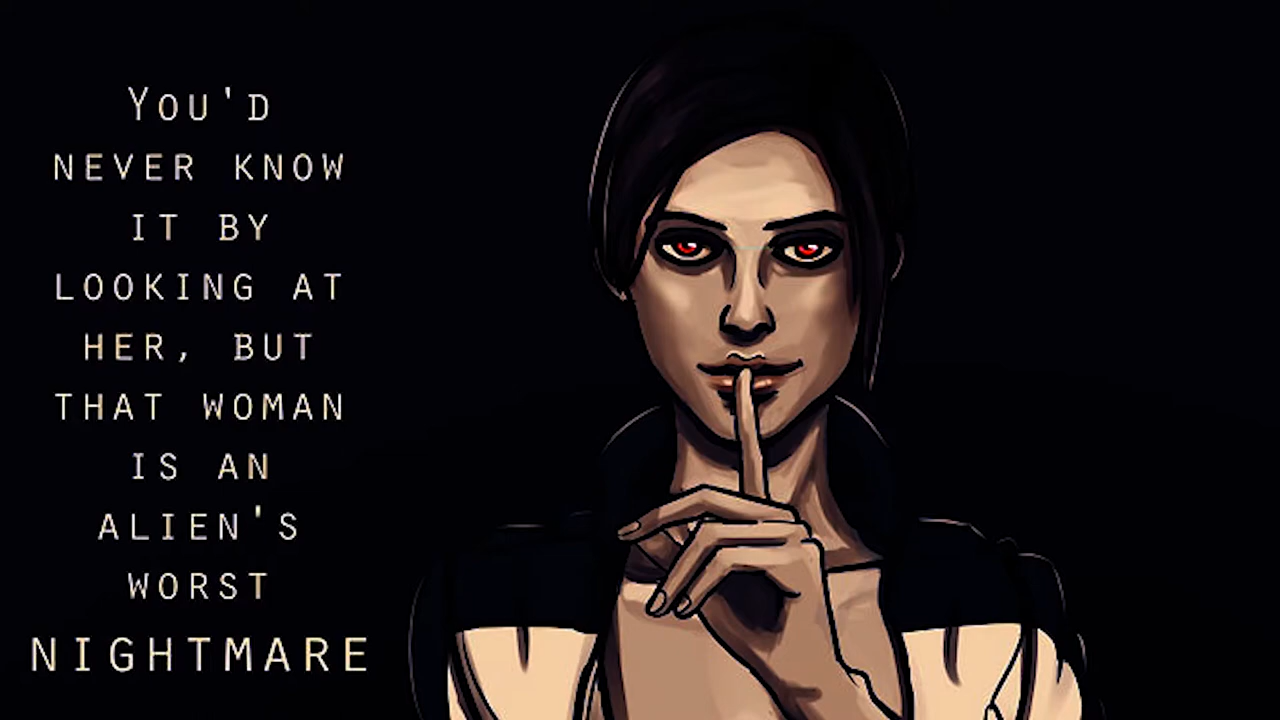 You'd
never know
it by
looking at
her, but
that woman
is an
alien's
worst
NIGHTMARE